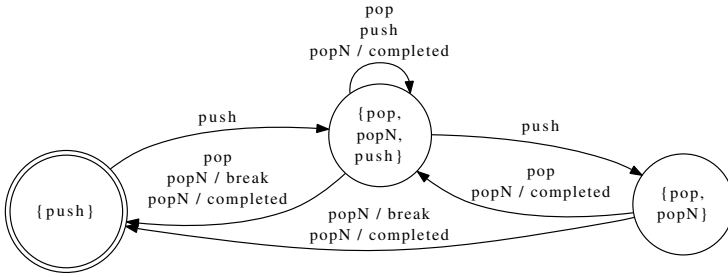 pop
push
popN / completed
push
{pop,
popN,
push}
push
pop
popN / break
popN / completed
pop
popN / completed
{push}
popN / break
popN / completed
{pop,
popN}